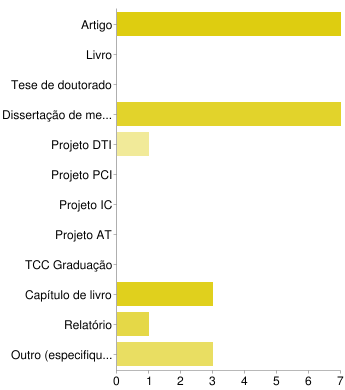 Artigo
Livro
Tese de doutorado
Dissertação de me...
Projeto DTI
Projeto PCI
Projeto IC
Projeto AT
TCC Graduação
Capítulo de livro
Relatório
Outro (especifiqu...
0 1 2 3 4 5 6 7